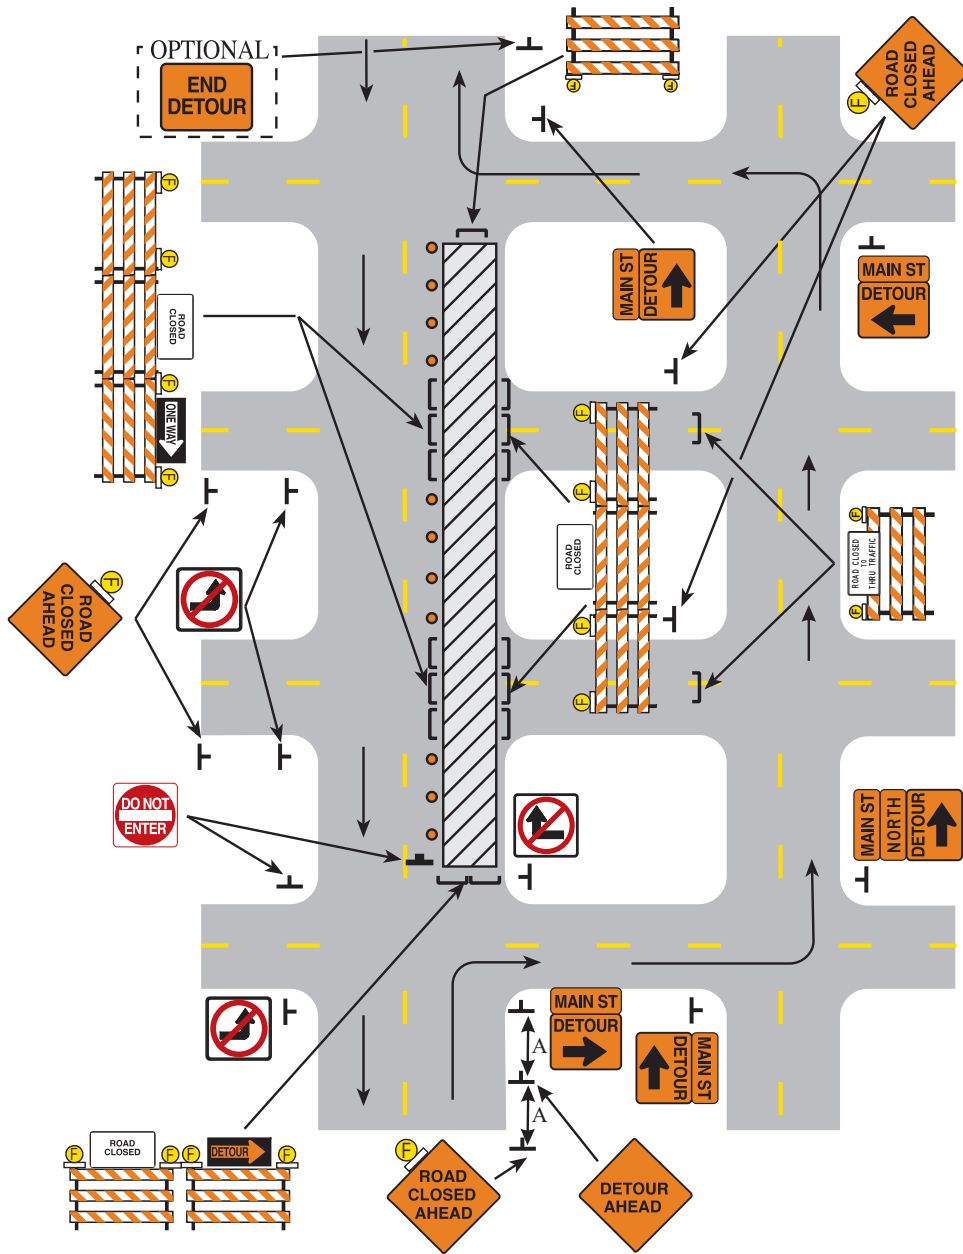 OPTIONAL
END
DETOUR
ROAD
CLOSED
AHEAD
F
F
F
F
F
F
F
ROAD
CLOSED
ONE WAY
MAIN ST
DETOUR
MAIN ST
DETOUR
F
F
F
F
ROAD
CLOSED
F
F
ROAD CLOSED
TO
THRU TRAFFIC
F
ROAD
CLOSED
AHEAD
DO NOT
ENTER
MAIN ST
NORTH
DETOUR
MAIN ST
DETOUR
MAIN ST
DETOUR
A
A
F
F
F
F
ROAD
CLOSED
DETOUR
F
ROAD
CLOSED
AHEAD
DETOUR
AHEAD